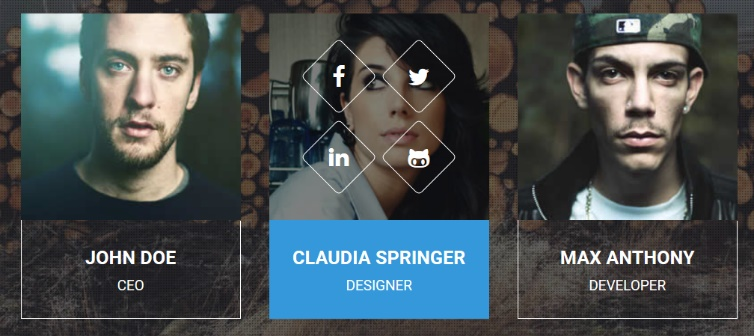 JOHN DOE
CEO
CLAUDIA SPRINGER
DESIGNER
MAX ANTHONY
DEVELOPER